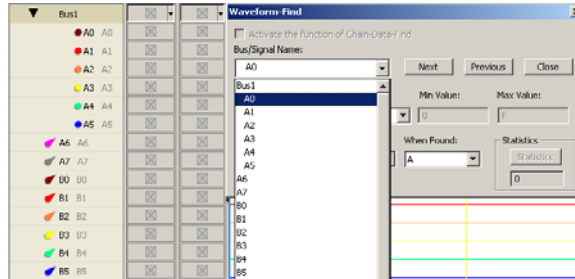 Bus1
A0 A0
A1 A1
A2 A2
A3 A3
A4 A4
A5 A5
A6 A6
A7 A7
B0 B0
B1 B1
B2 B2
B3 B3
B4 B4
B5 B5
Waveform-Find
Activate the function of Chain-Data-Find
Bus/Signal Name:
A0
Next
Previous
Close
Bus1
A0
A1
A2
A3
A4
A5
A6
A7
B0
B1
B2
B3
B4
B5
Min Value:
Max Value:
0
F
When Found:
A
Statistics
Statistics
0